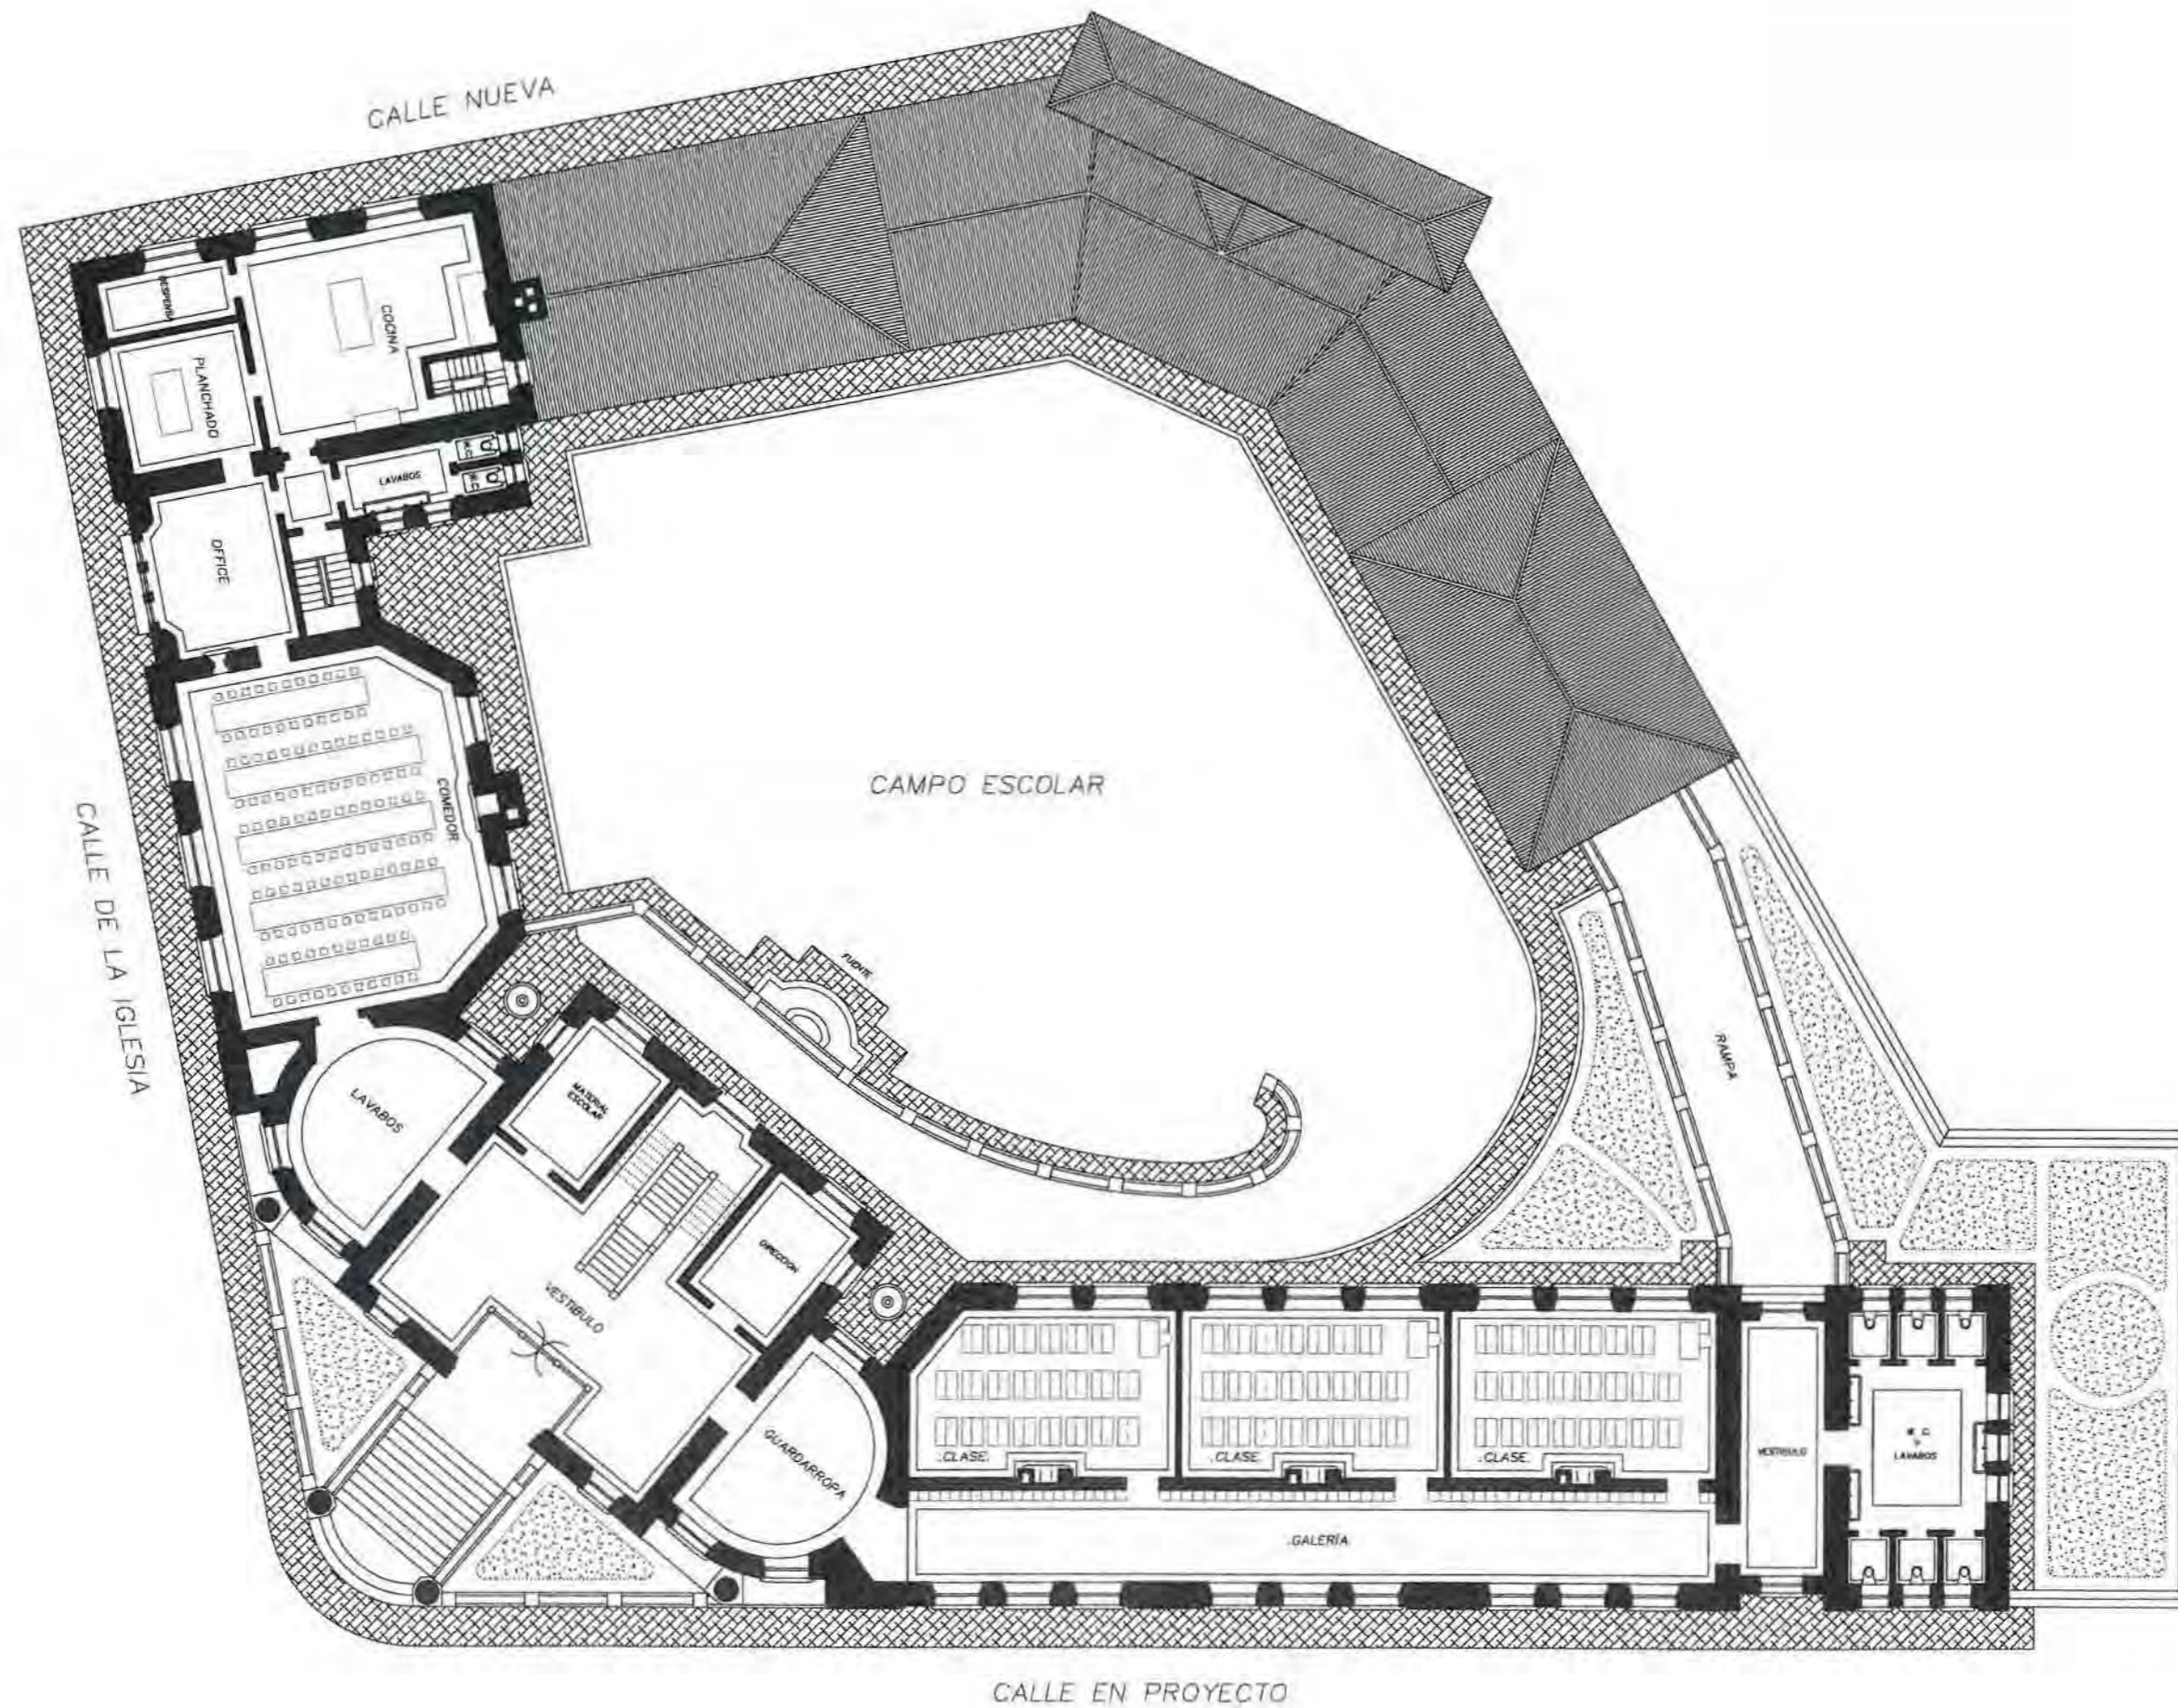 CALLE NUEVA
DESPENSA
COCINA
PLANCHADO
W.C.
LAVABOS
W.C.
OFFICE
COMEDOR
CAMPO ESCOLAR
CALLE DE LA IGLESIA
FUENTE
RAMPA
LAVABOS
MATERIAL
ESCOLAR
DIRECCION
VESTIBULO
GUARDARROPA
.CLASE.
.CLASE.
.CLASE.
VESTIBULO
W. C.
Y
LAVABOS
.GALERÍA.
CALLE EN PROYECTO